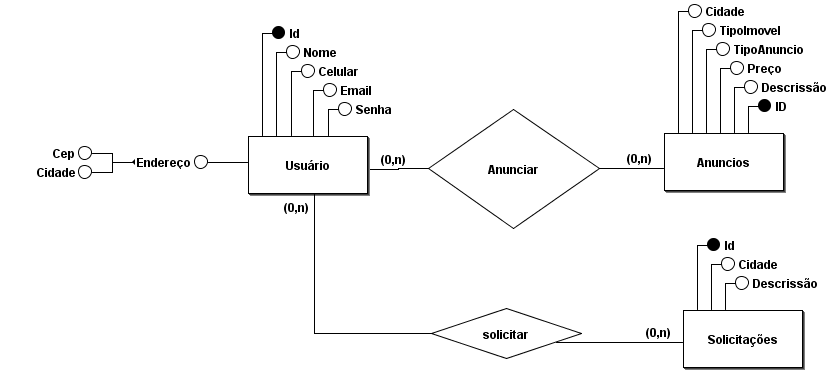 Id
Nome
Celular
Email
Senha
Cep
Cidade
Endereço
Usuário
(0,n)
Anunciar
(0,n)
Cidade
TipoImovel
TipoAnuncio
Preço
Descrissão
ID
Anuncios
(0,n)
solicitar
(0,n)
Id
Cidade
Descrissão
Solicitações